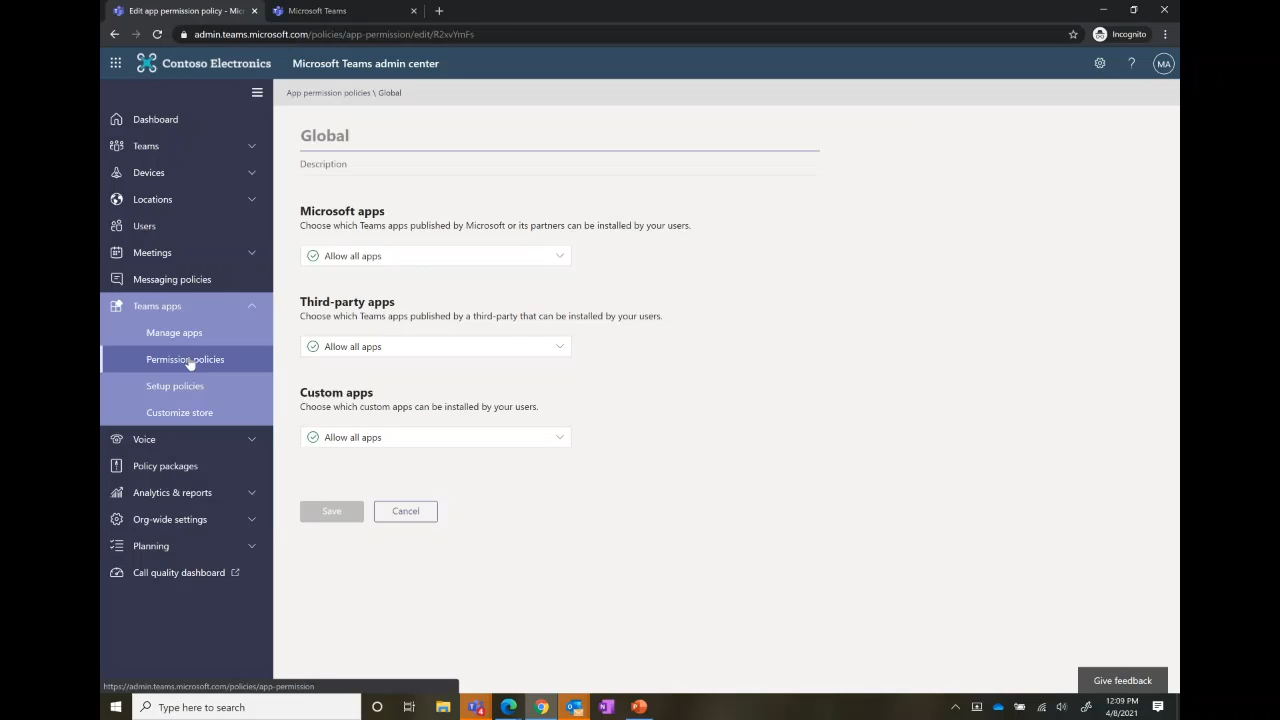 Edit app permission policy - Mic
Microsoft Teams
admin.teams.microsoft.com/policies/app-permission/edit/R2xvYmFs
Incognito
Contoso Electronics
Microsoft Teams admin center
?
MA
App permission policies \ Global
Dashboard
Teams
Devices
Locations
Users
Meetings
Messaging policies
Teams apps
Manage apps
Permission policies
Setup policies
Customize store
Voice
Policy packages
Analytics & reports
Org-wide settings
Planning
Call quality dashboard
Global
Description
Microsoft apps
Choose which Teams apps published by Microsoft or its partners can be installed by your users.
Allow all apps
Third-party apps
Choose which Teams apps published by a third-party that can be installed by your users.
Allow all apps
Custom apps
Choose which custom apps can be installed by your users.
Allow all apps
Save
Cancel
Give feedback
https://admin.teams.microsoft.com/policies/app-permission
Type here to search
12:09 PM
4/8/2021